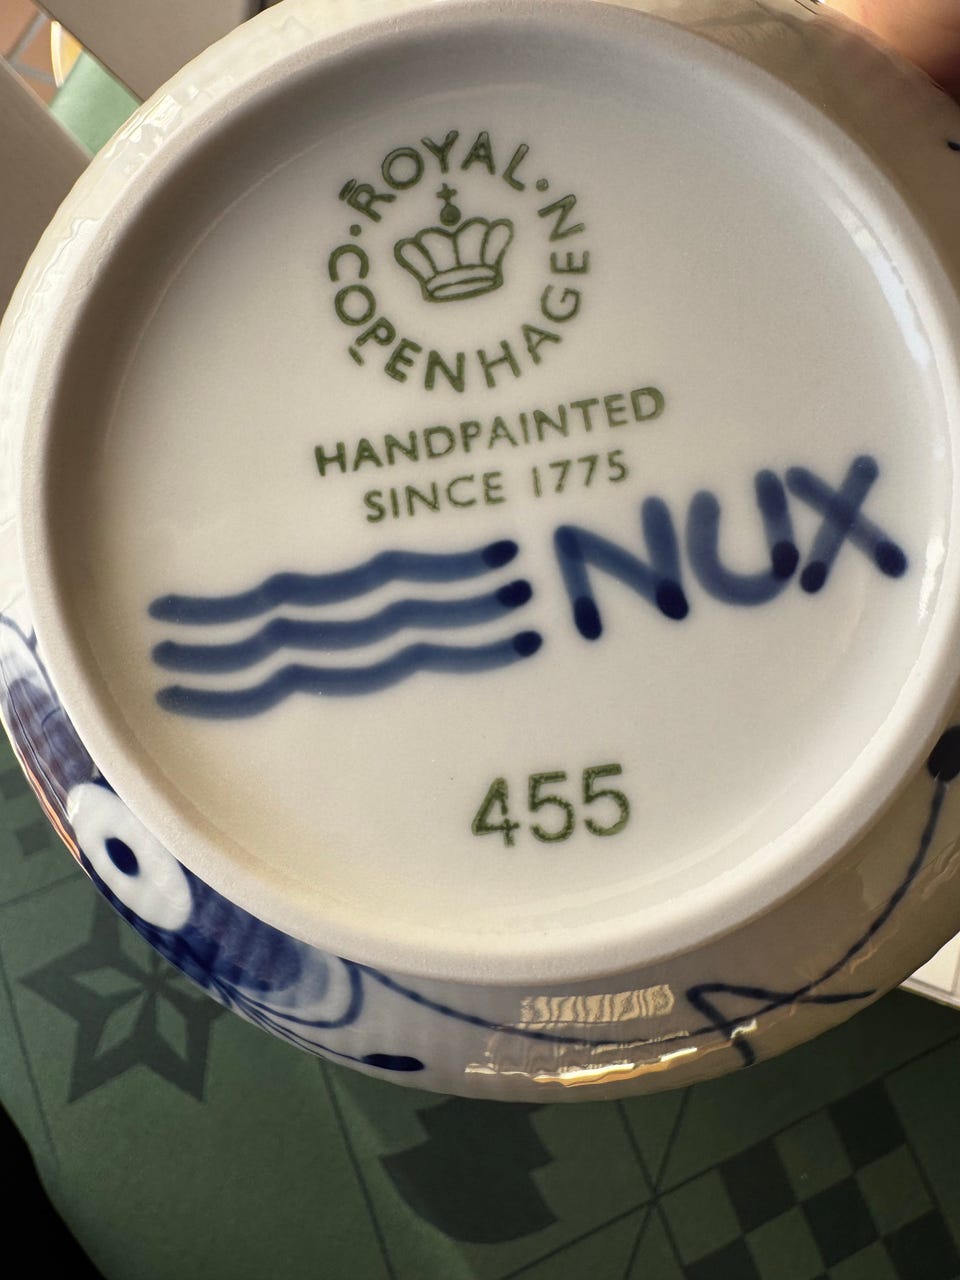 ROYAL · COPENHAGEN ·
HANDPAINTED
SINCE 1775
NUX
455